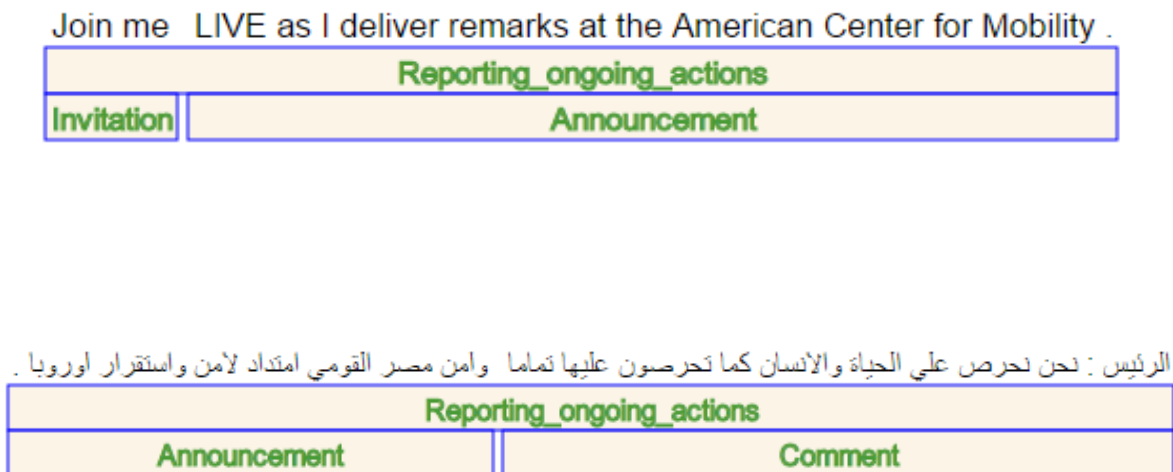 Join me LIVE as I deliver remarks at the American Center for Mobility .
Reporting_ongoing_actions
Invitation Announcement
الرئيس : نحن نحرص علي الحياة والانسان كما تحرصون عليها تماما وامن مصر القومي امتداد لامن واستقرار اوروبا .
Reporting_ongoing_actions
Announcement Comment